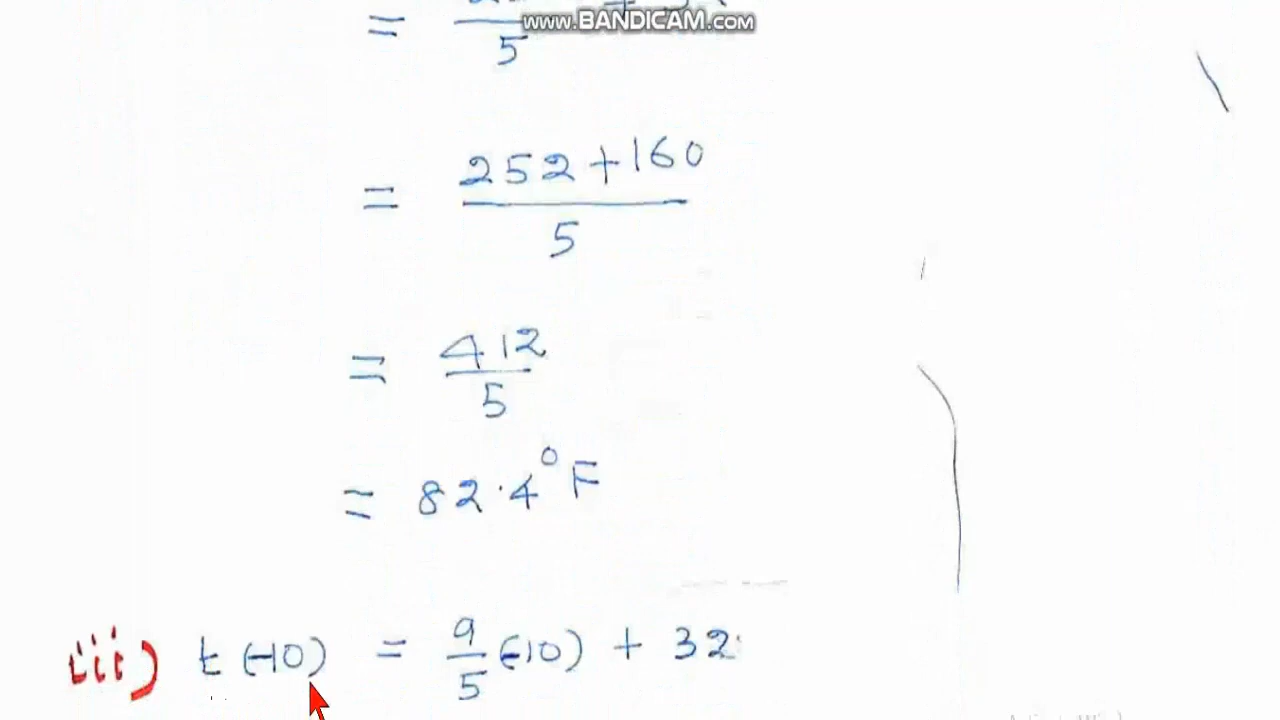 www.BANDICAM.com
= /5
= (252+160)/5
= 412/5
= 82.4°F
iii) t(-10) = 9/5(-10) + 32